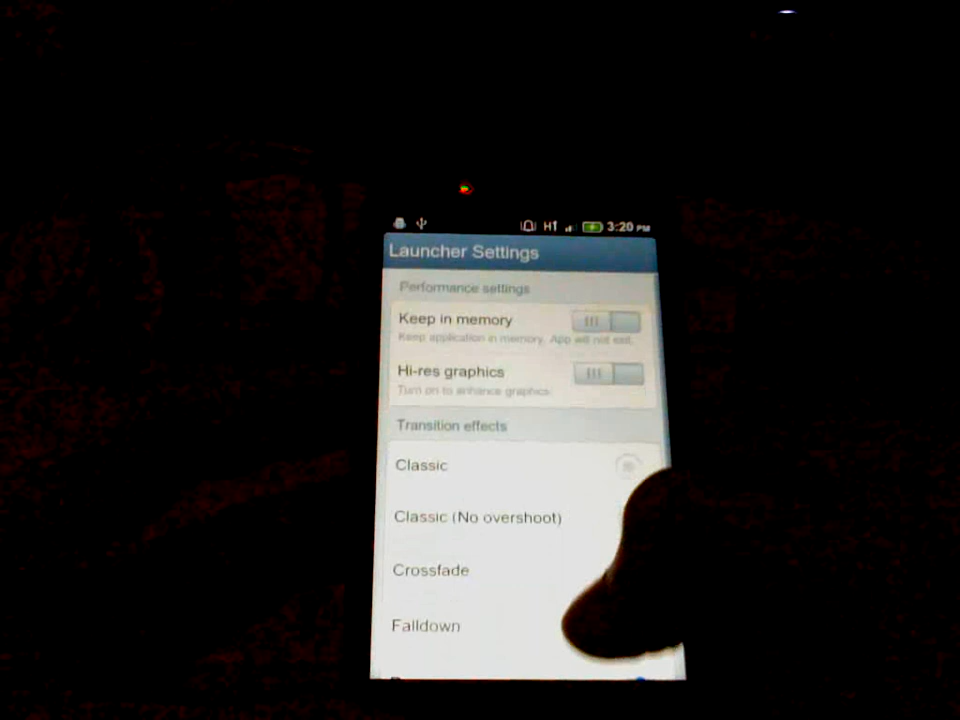 H↑ 3:20 PM
Launcher Settings
Performance settings
Keep in memory
Keep application in memory. App will not exit.
Hi-res graphics
Turn on to enhance graphics.
Transition effects
Classic
Classic (No overshoot)
Crossfade
Falldown